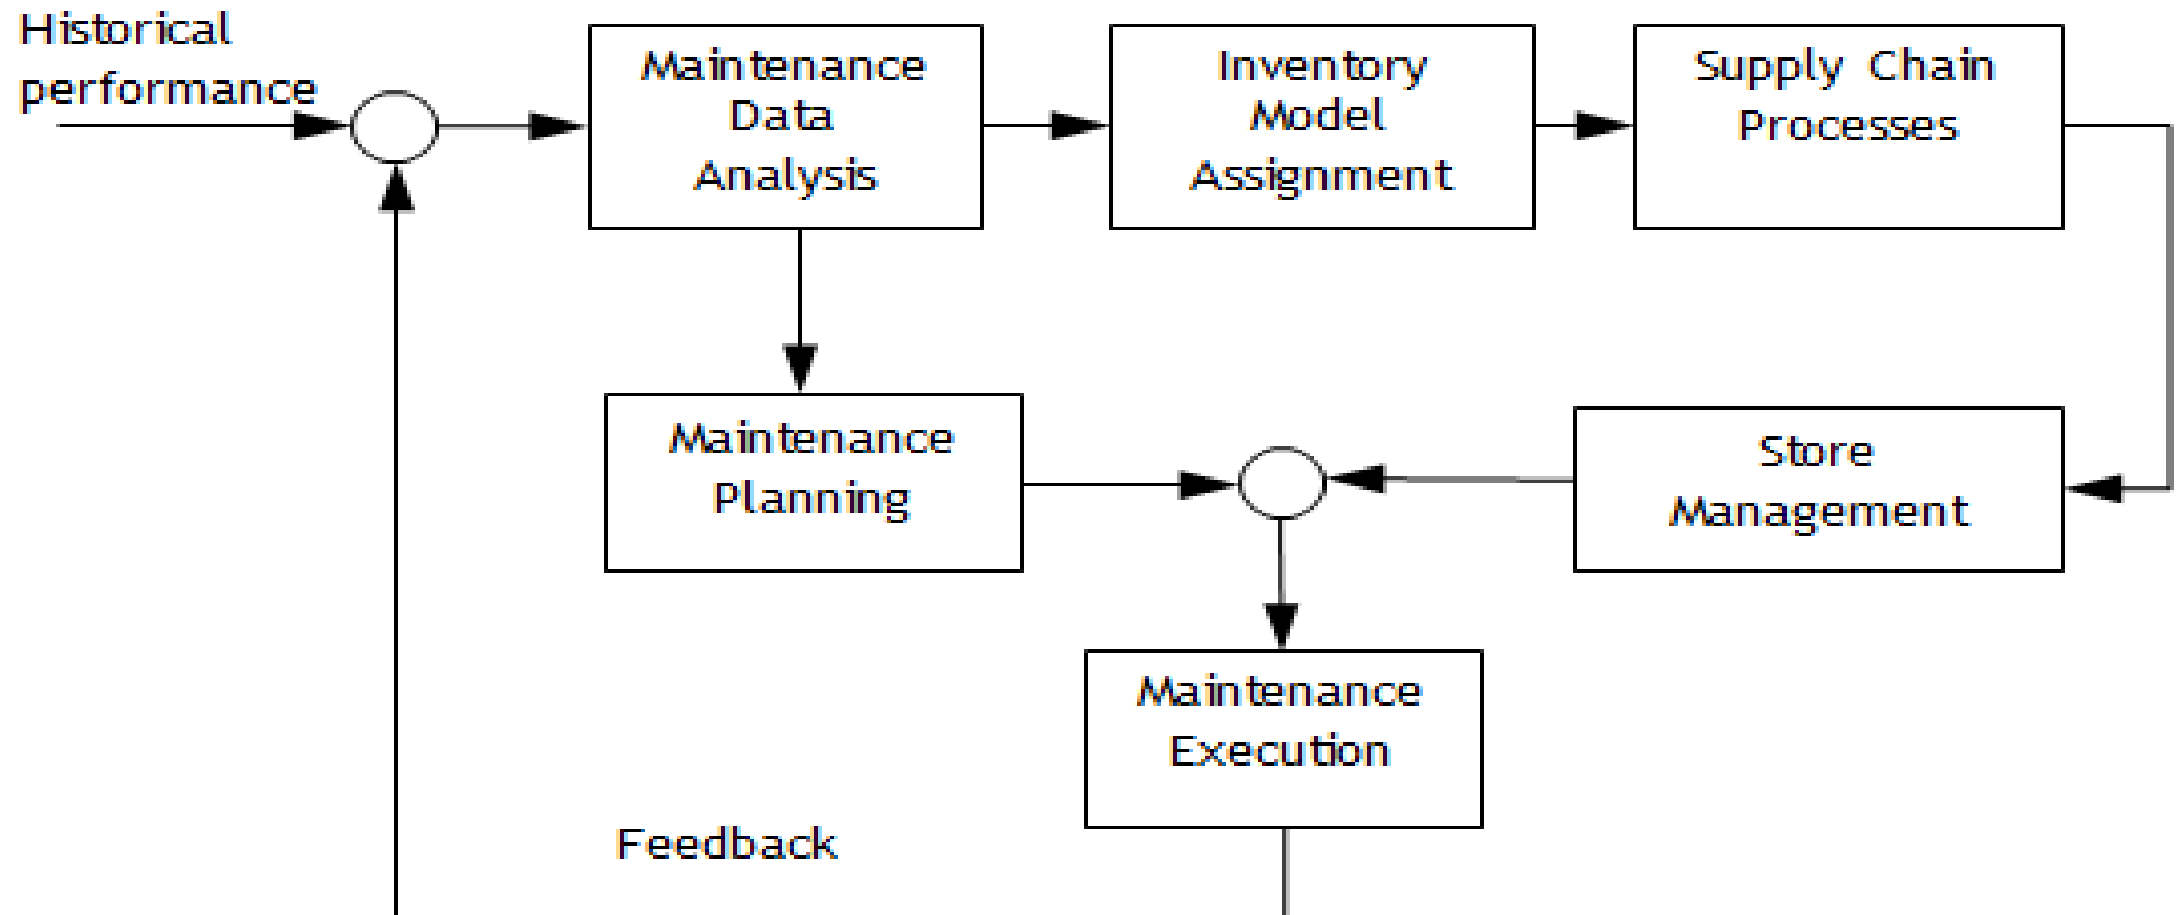 Historical
performance
Maintenance
Data
Analysis
Inventory
Model
Assignment
Supply Chain
Processes
Maintenance
Planning
Store
Management
Maintenance
Execution
Feedback